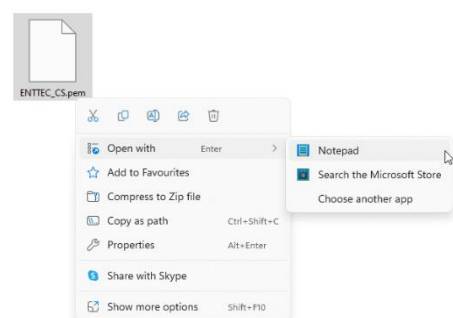 ENTTEC_CS.pem
Open with Enter
Notepad
Search the Microsoft Store
Choose another app
Add to Favourites
Compress to Zip file
Copy as path Ctrl+Shift+C
Properties Alt+Enter
Share with Skype
Show more options Shift+F10